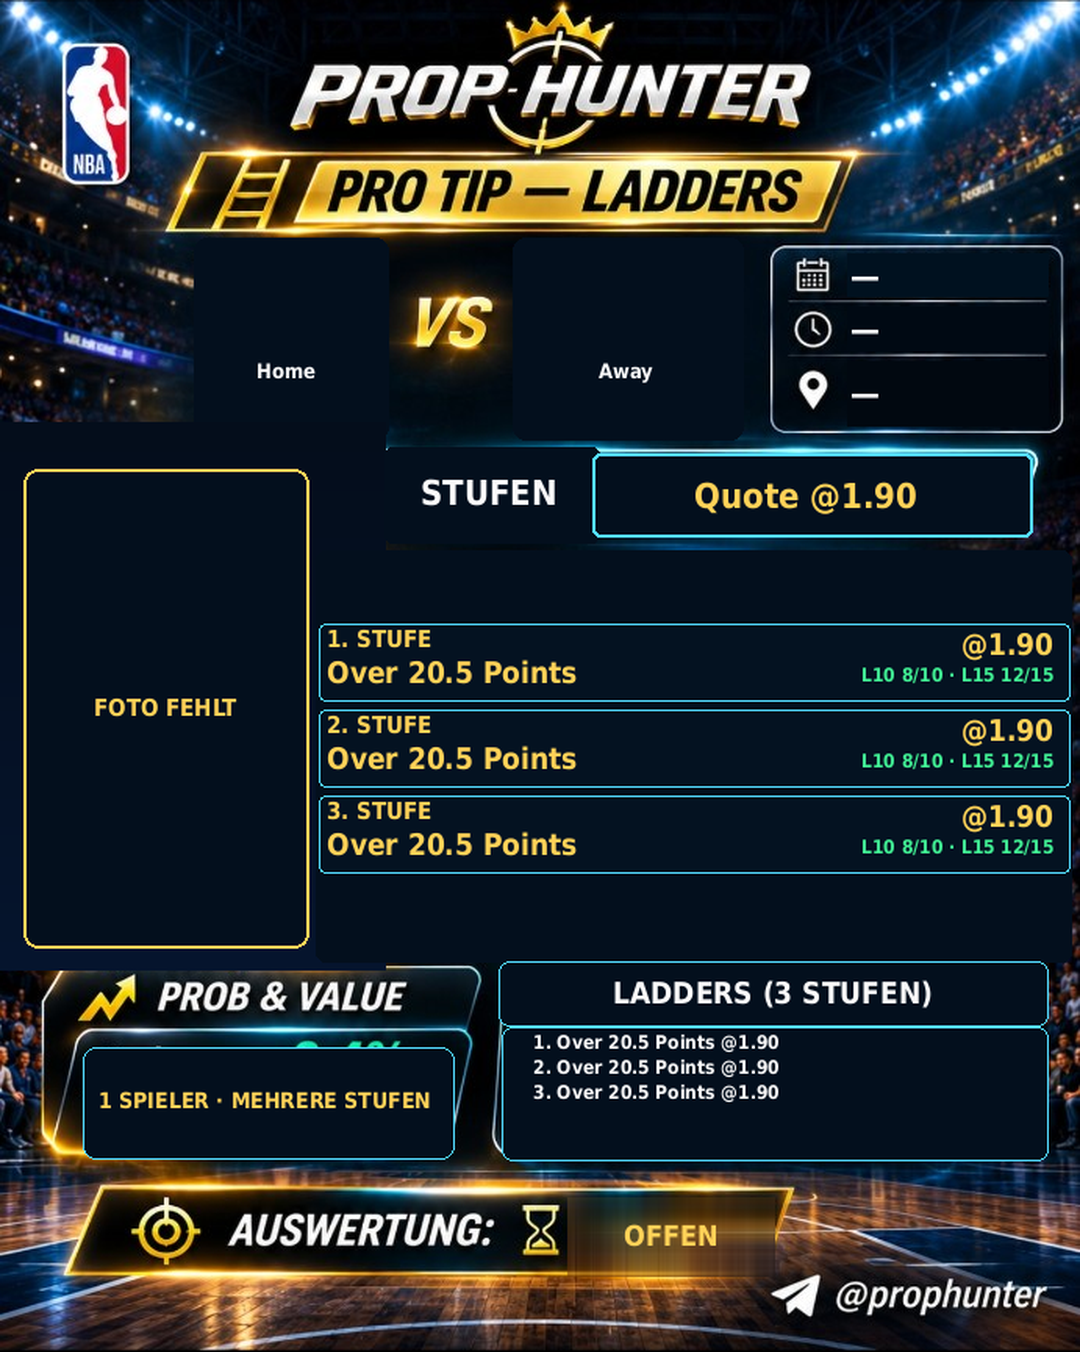 PROP-HUNTER
NBA
PRO TIP — LADDERS
VS
Home
Away
—
—
—
STUFEN
Quote @1.90
FOTO FEHLT
1. STUFE
@1.90
Over 20.5 Points
L10 8/10 · L15 12/15
2. STUFE
@1.90
Over 20.5 Points
L10 8/10 · L15 12/15
3. STUFE
@1.90
Over 20.5 Points
L10 8/10 · L15 12/15
PROB & VALUE
1 SPIELER · MEHRERE STUFEN
LADDERS (3 STUFEN)
1. Over 20.5 Points @1.90
2. Over 20.5 Points @1.90
3. Over 20.5 Points @1.90
AUSWERTUNG:
OFFEN
@prophunter